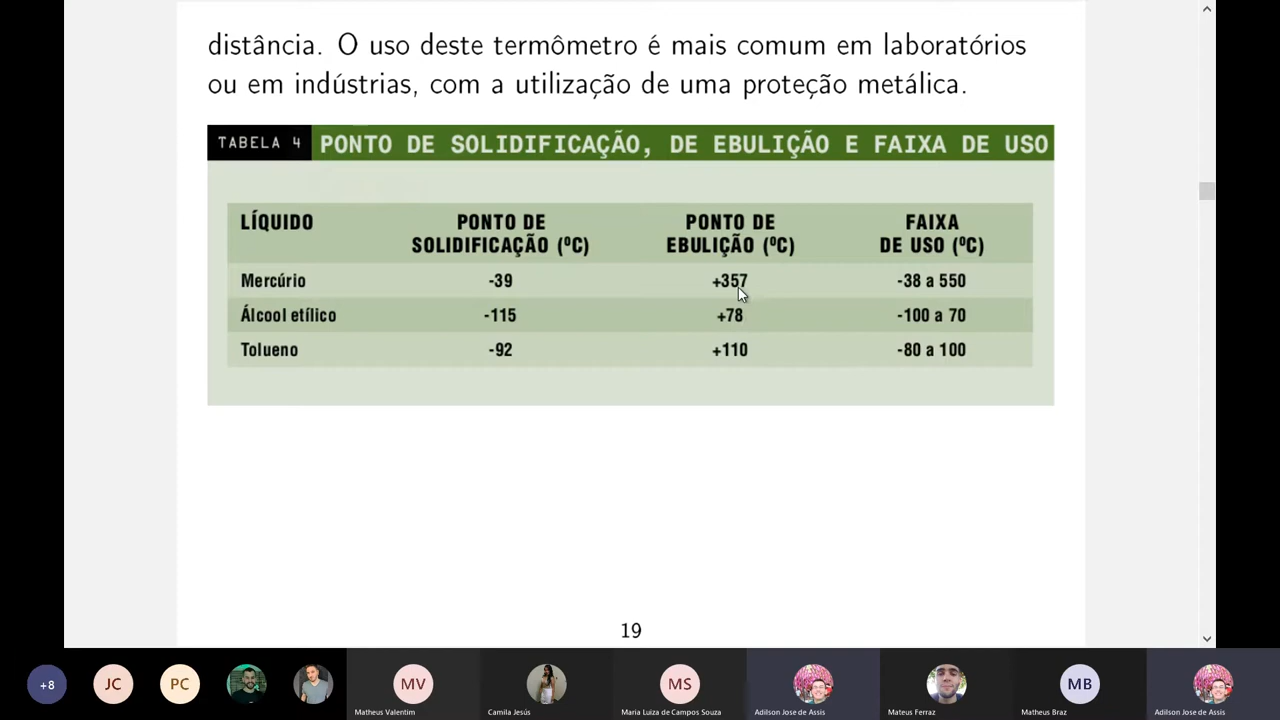 distância. O uso deste termômetro é mais comum em laboratórios
ou em indústrias, com a utilização de uma proteção metálica.
TABELA 4 PONTO DE SOLIDIFICAÇÃO, DE EBULIÇÃO E FAIXA DE USO
LÍQUIDO PONTO DE SOLIDIFICAÇÃO (ºC) PONTO DE EBULIÇÃO (ºC) FAIXA DE USO (ºC)
Mercúrio -39 +357 -38 a 550
Álcool etílico -115 +78 -100 a 70
Tolueno -92 +110 -80 a 100
19
+8 JC PC MV MS MB
Matheus Valentim Camila Jesús Maria Luiza de Campos Souza Adilson Jose de Assis Mateus Ferraz Matheus Braz Adilson Jose de Assis